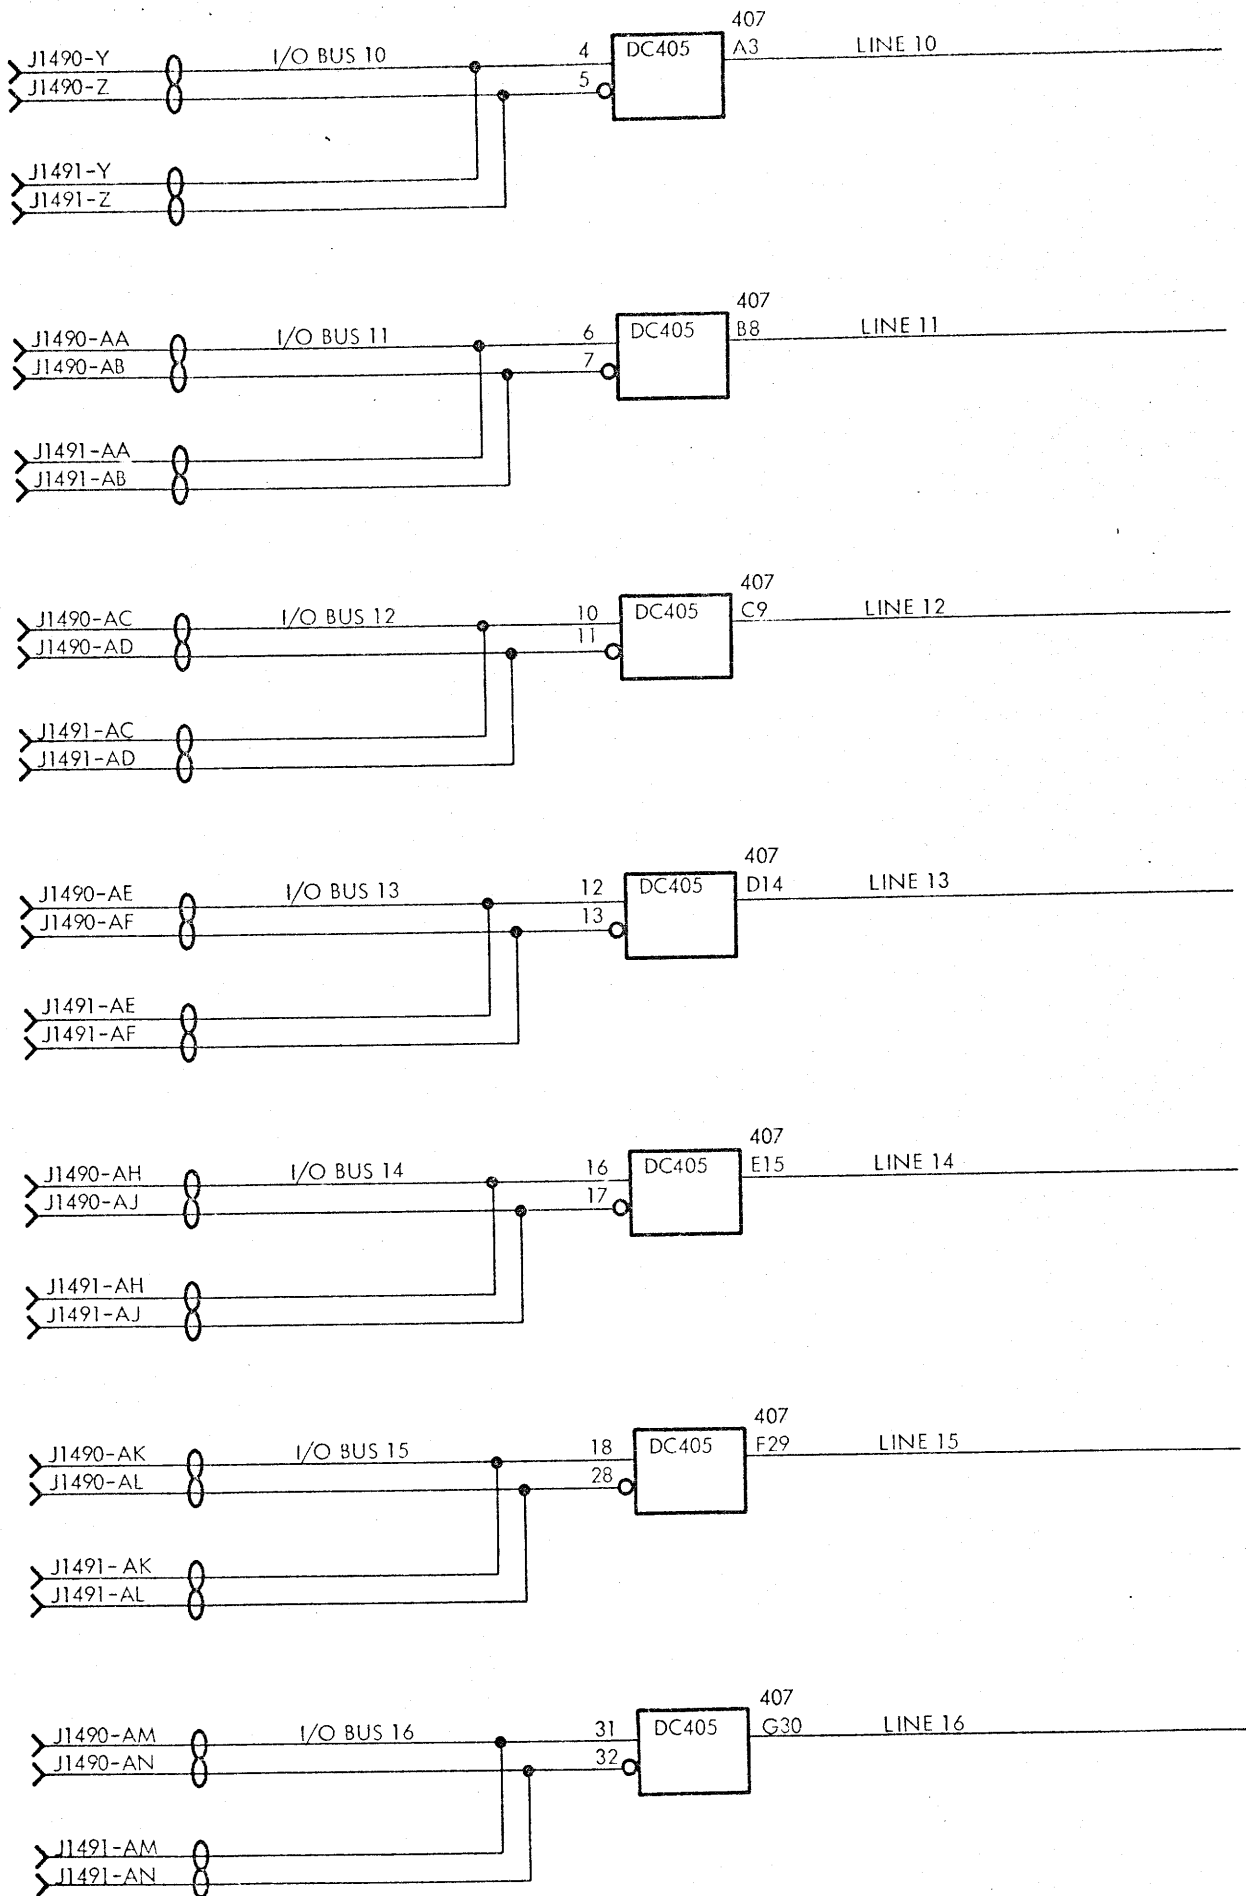 407
J1490-Y I/O BUS 10 4 DC405 A3 LINE 10
J1490-Z 5
J1491-Y
J1491-Z
407
J1490-AA I/O BUS 11 6 DC405 B8 LINE 11
J1490-AB 7
J1491-AA
J1491-AB
407
J1490-AC I/O BUS 12 10 DC405 C9 LINE 12
J1490-AD 11
J1491-AC
J1491-AD
407
J1490-AE I/O BUS 13 12 DC405 D14 LINE 13
J1490-AF 13
J1491-AE
J1491-AF
407
J1490-AH I/O BUS 14 16 DC405 E15 LINE 14
J1490-AJ 17
J1491-AH
J1491-AJ
407
J1490-AK I/O BUS 15 18 DC405 F29 LINE 15
J1490-AL 28
J1491-AK
J1491-AL
407
J1490-AM I/O BUS 16 31 DC405 G30 LINE 16
J1490-AN 32
J1491-AM
J1491-AN